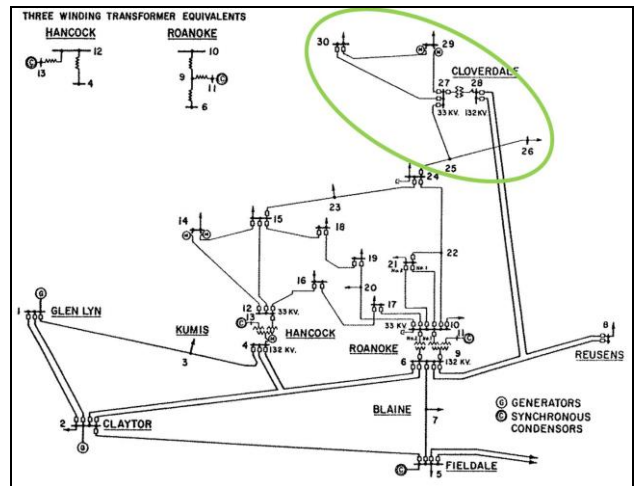 THREE WINDING TRANSFORMER EQUIVALENTS
HANCOCK
ROANOKE
12
13
4
10
9
11
6
C
C
30
29
CLOVERDALE
27
28
33 KV.
132 KV.
26
25
24
23
14
15
18
19
21
22
20
16
17
12
33 KV.
13
HANCOCK
C
4
132 KV.
33 KV.
10
11
C
ROANOKE
9
6
132 KV.
G
1
GLEN LYN
KUMIS
3
8
REUSENS
BLAINE
7
2
CLAYTOR
G
C
5
FIELDALE
G GENERATORS
C SYNCHRONOUS
CONDENSORS